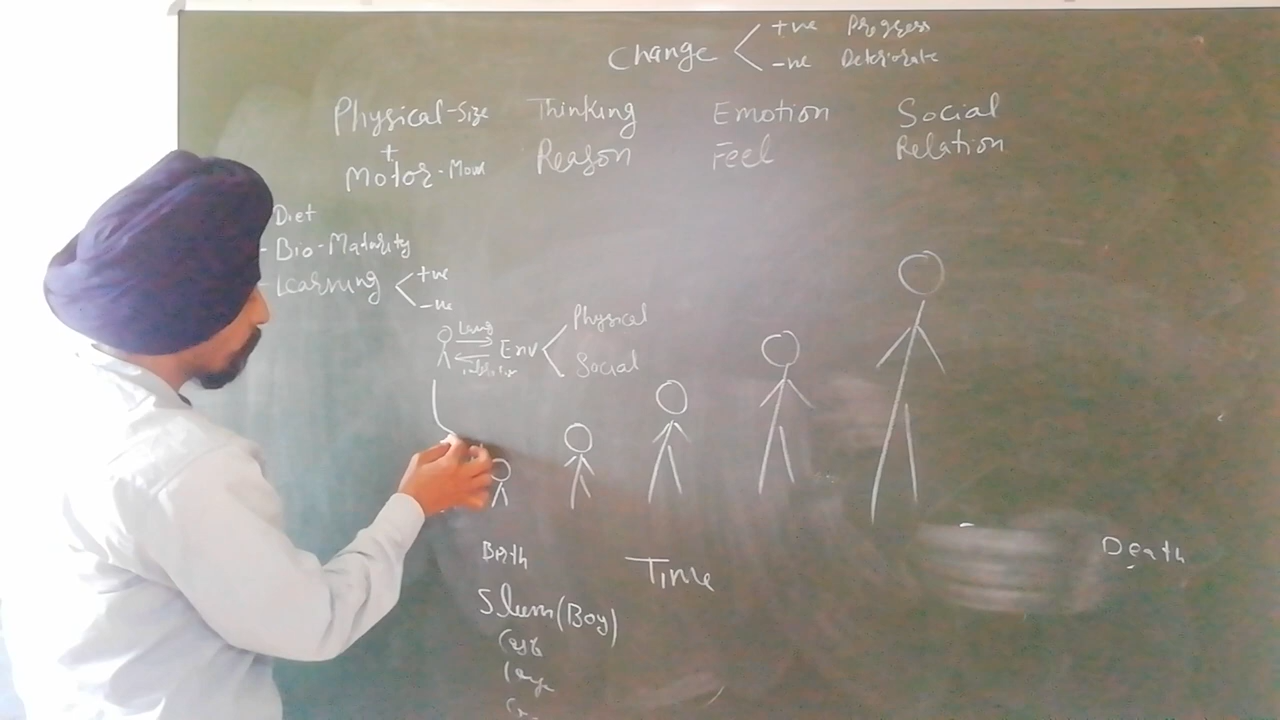 Change +ve Progress
-ve Deteriorate
Physical-Size Thinking Emotion Social
+ Reason Feel Relation
Motor-
Diet
- Bio-Maturity
- Learning +ve
-ve
Lang
Env Physical
Social
Birth Time Death
Slum (Boy)